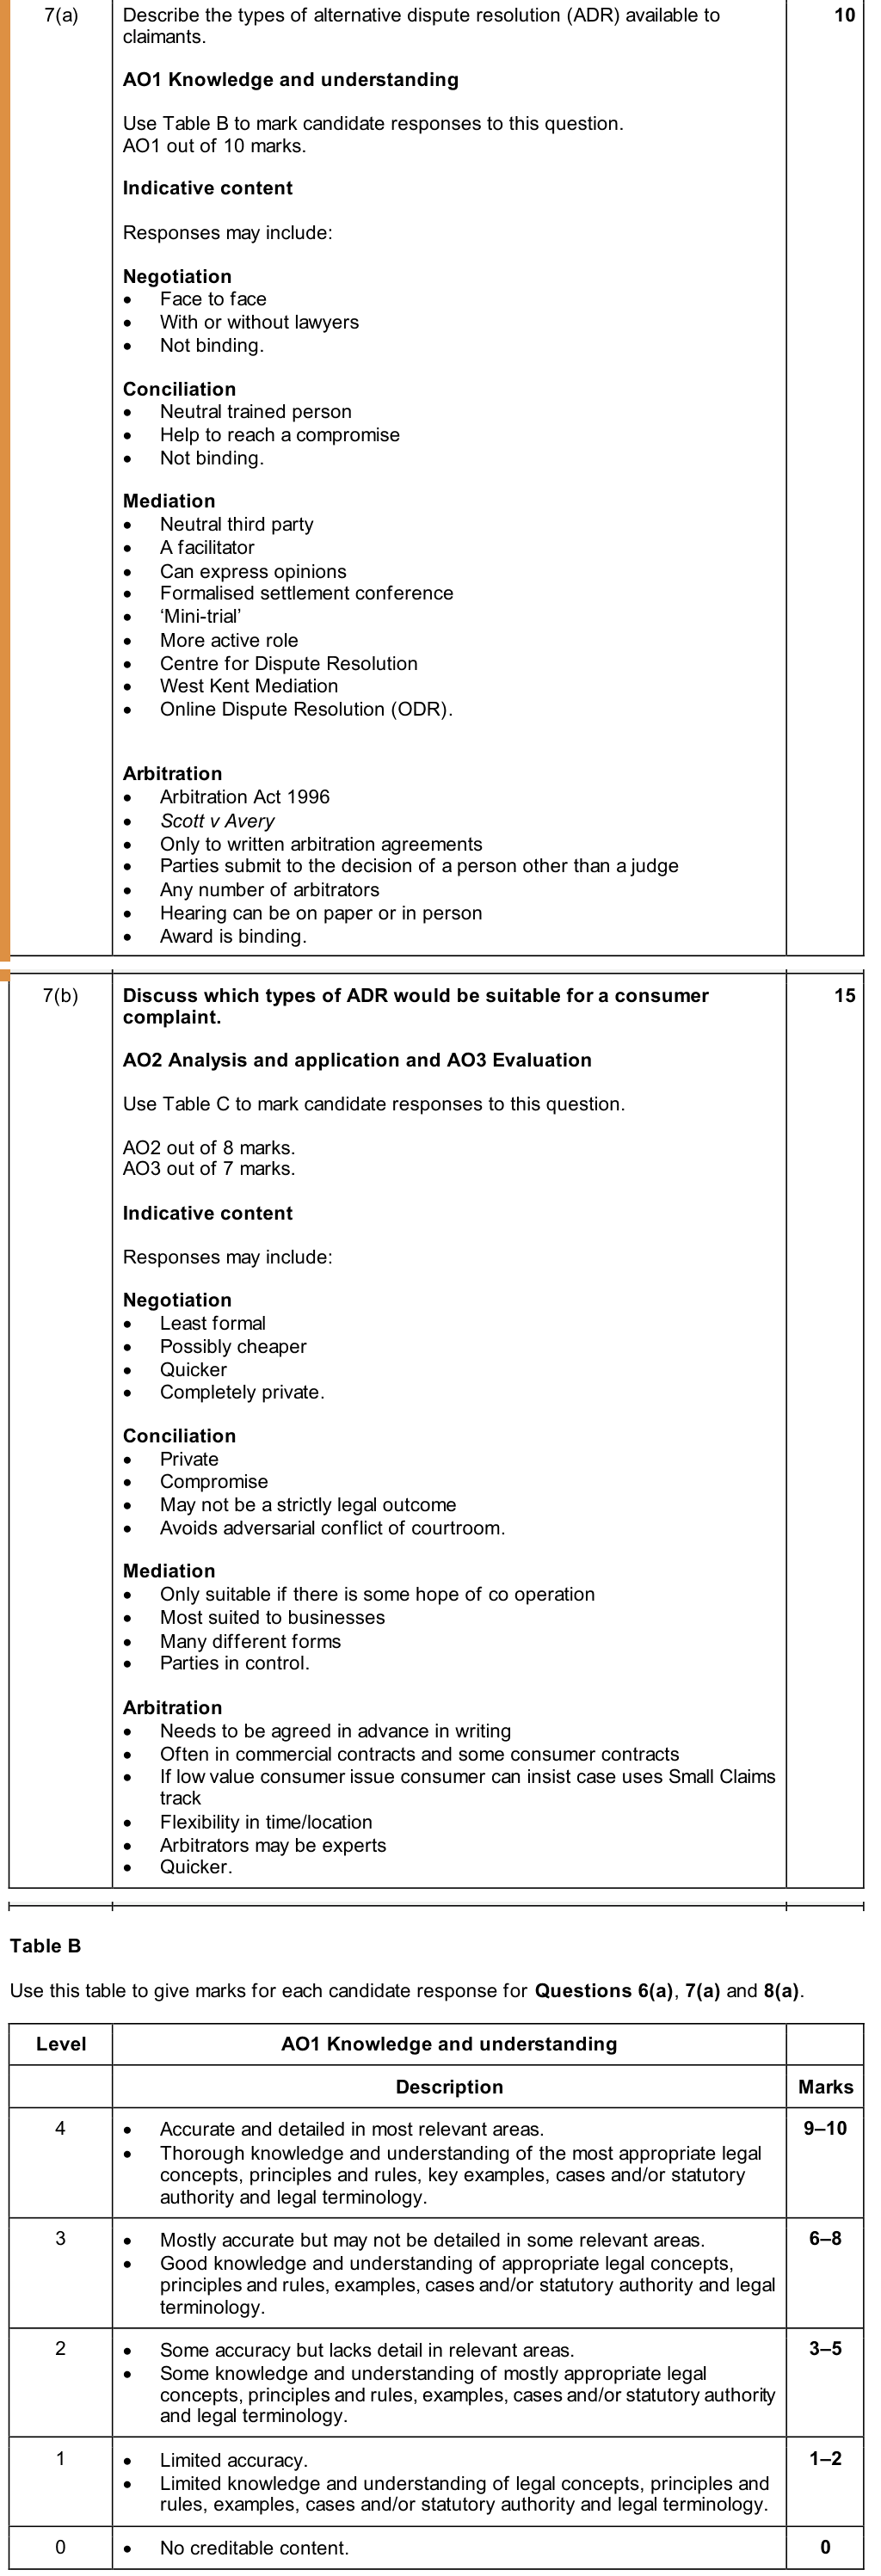 7(a)
Describe the types of alternative dispute resolution (ADR) available to
claimants.
10
AO1 Knowledge and understanding
Use Table B to mark candidate responses to this question.
AO1 out of 10 marks.
Indicative content
Responses may include:
Negotiation
• Face to face
• With or without lawyers
• Not binding.
Conciliation
• Neutral trained person
• Help to reach a compromise
• Not binding.
Mediation
• Neutral third party
• A facilitator
• Can express opinions
• Formalised settlement conference
• ‘Mini-trial’
• More active role
• Centre for Dispute Resolution
• West Kent Mediation
• Online Dispute Resolution (ODR).
Arbitration
• Arbitration Act 1996
• Scott v Avery
• Only to written arbitration agreements
• Parties submit to the decision of a person other than a judge
• Any number of arbitrators
• Hearing can be on paper or in person
• Award is binding.
7(b)
Discuss which types of ADR would be suitable for a consumer
complaint.
15
AO2 Analysis and application and AO3 Evaluation
Use Table C to mark candidate responses to this question.
AO2 out of 8 marks.
AO3 out of 7 marks.
Indicative content
Responses may include:
Negotiation
• Least formal
• Possibly cheaper
• Quicker
• Completely private.
Conciliation
• Private
• Compromise
• May not be a strictly legal outcome
• Avoids adversarial conflict of courtroom.
Mediation
• Only suitable if there is some hope of co operation
• Most suited to businesses
• Many different forms
• Parties in control.
Arbitration
• Needs to be agreed in advance in writing
• Often in commercial contracts and some consumer contracts
• If low value consumer issue consumer can insist case uses Small Claims
track
• Flexibility in time/location
• Arbitrators may be experts
• Quicker.
Table B
Use this table to give marks for each candidate response for Questions 6(a), 7(a) and 8(a).
Level
AO1 Knowledge and understanding
Description
Marks
4
• Accurate and detailed in most relevant areas.
• Thorough knowledge and understanding of the most appropriate legal
concepts, principles and rules, key examples, cases and/or statutory
authority and legal terminology.
9–10
3
• Mostly accurate but may not be detailed in some relevant areas.
• Good knowledge and understanding of appropriate legal concepts,
principles and rules, examples, cases and/or statutory authority and legal
terminology.
6–8
2
• Some accuracy but lacks detail in relevant areas.
• Some knowledge and understanding of mostly appropriate legal
concepts, principles and rules, examples, cases and/or statutory authority
and legal terminology.
3–5
1
• Limited accuracy.
• Limited knowledge and understanding of legal concepts, principles and
rules, examples, cases and/or statutory authority and legal terminology.
1–2
0
• No creditable content.
0